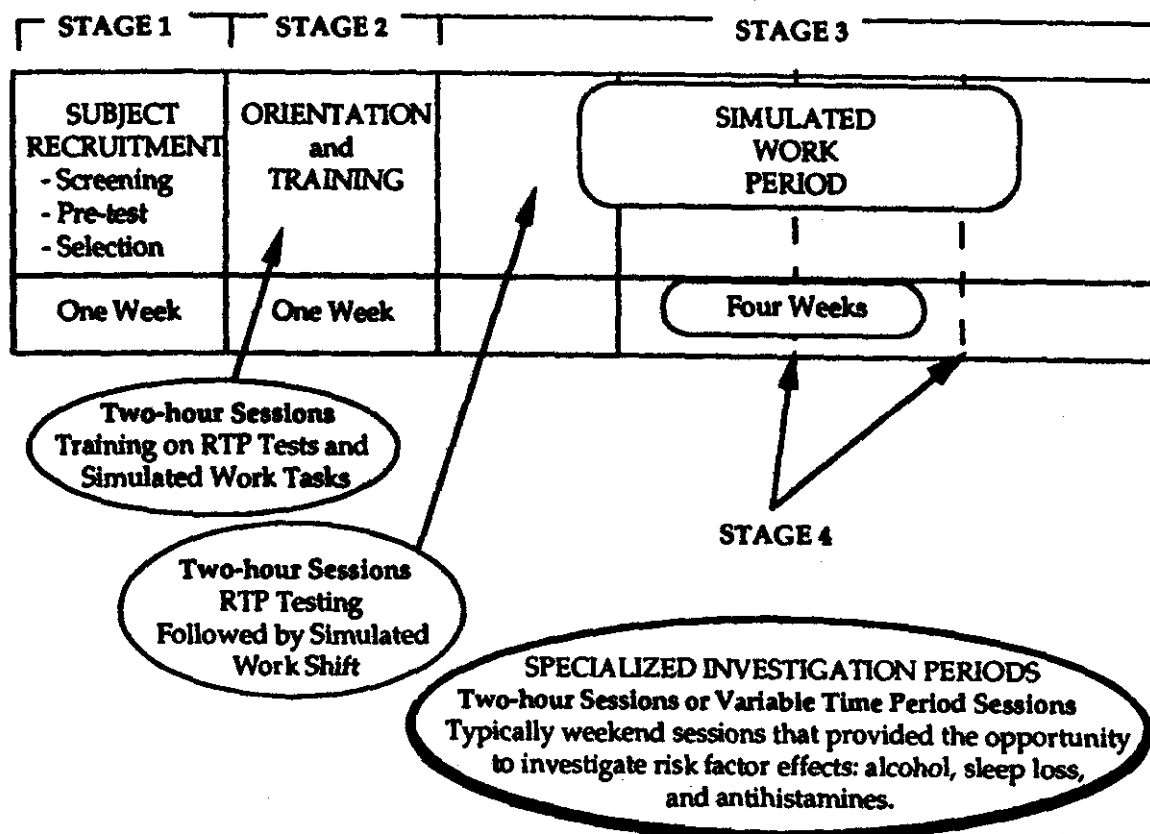 STAGE 1
STAGE 2
STAGE 3
SUBJECT
RECRUITMENT
- Screening
- Pre-test
- Selection
ORIENTATION
and
TRAINING
SIMULATED
WORK
PERIOD
One Week
One Week
Four Weeks
Two-hour Sessions
Training on RTP Tests and
Simulated Work Tasks
STAGE 4
Two-hour Sessions
RTP Testing
Followed by Simulated
Work Shift
SPECIALIZED INVESTIGATION PERIODS
Two-hour Sessions or Variable Time Period Sessions
Typically weekend sessions that provided the opportunity
to investigate risk factor effects: alcohol, sleep loss,
and antihistamines.